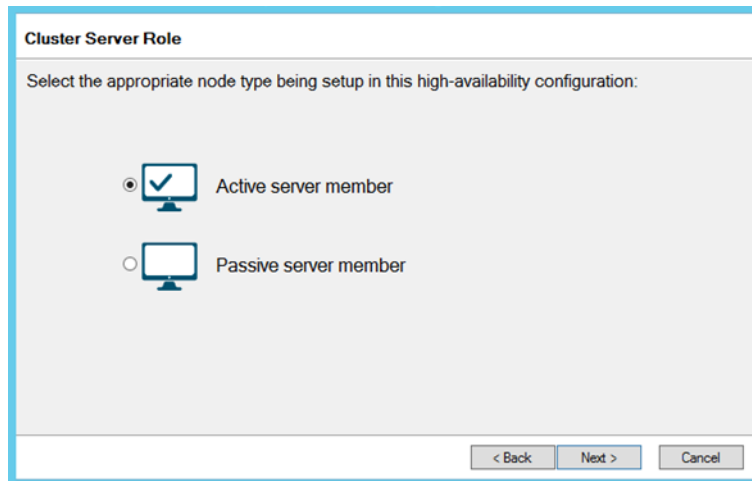 Cluster Server Role
Select the appropriate node type being setup in this high-availability configuration:
Active server member
Passive server member
< Back Next > Cancel